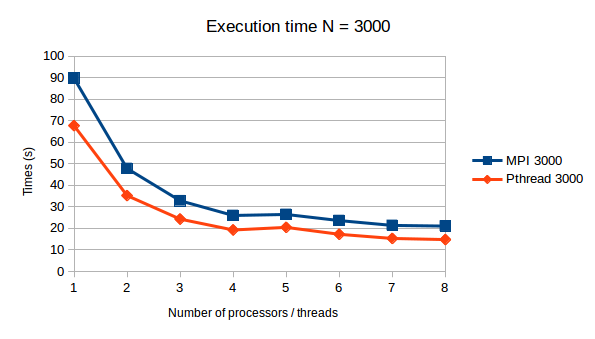 Execution time N = 3000
100
90
80
70
60
50
40
30
20
10
0
Times (s)
1 2 3 4 5 6 7 8
Number of processors / threads
MPI 3000
Pthread 3000